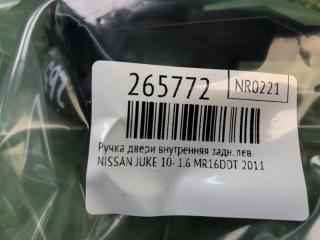 265772
NR0221
Ручка двери внутренняя задн. лев.
NISSAN JUKE 10- 1.6 MR16DDT 2011